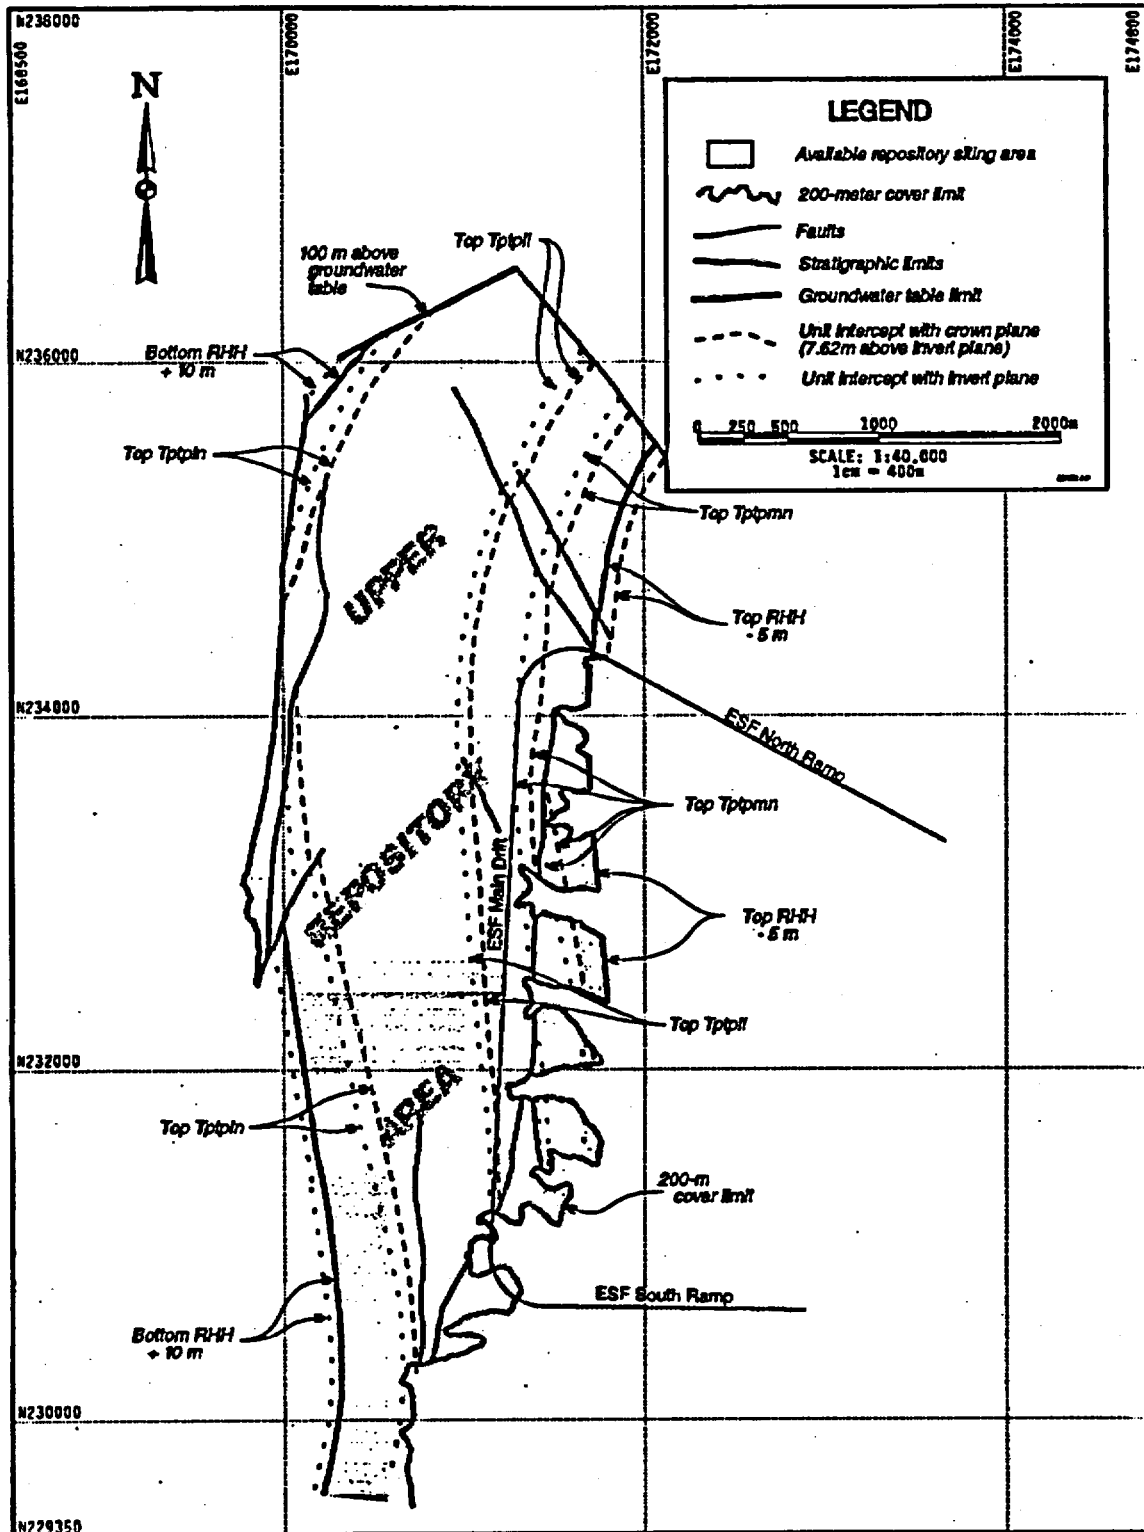 N238000
E168500
E170000
E172000
E174000
E174800
N
LEGEND
Available repository siting area
200-meter cover limit
Faults
Stratigraphic limits
Groundwater table limit
Unit Intercept with crown plane
(7.62m above invert plane)
Unit Intercept with invert plane
0 250 500 1000 2000m
SCALE: 1:40,000
1cm = 400m
Top Tptpll
100 m above
groundwater
table
Bottom RHH
+ 10 m
N236000
Top Tptpln
Top Tptpmn
UPPER
Top RHH
- 5 m
N234000
ESF North Ramp
Top Tptpmn
REPOSITORY
ESF Main Drift
Top RHH
- 5 m
Top Tptpll
N232000
AREA
Top Tptpln
200-m
cover limit
ESF South Ramp
Bottom RHH
+ 10 m
N230000
N229350